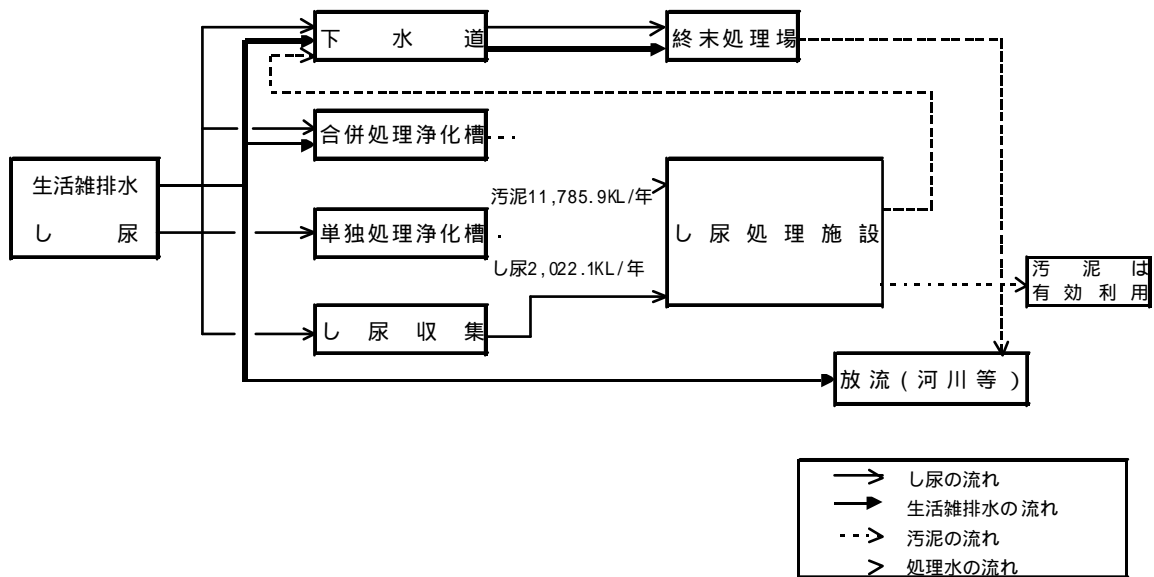 下水道
終末処理場
合併処理浄化槽
生活雑排水
し尿
汚泥11,785.9KL/年
単独処理浄化槽
し尿処理施設
し尿2,022.1KL/年
汚泥は
有効利用
し尿収集
放流(河川等)
し尿の流れ
生活雑排水の流れ
汚泥の流れ
処理水の流れ